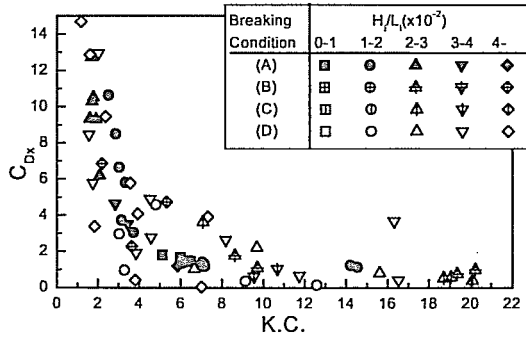 Breaking Condition H_i/L_i(x10^-2)
0-1 1-2 2-3 3-4 4-
(A)
(B)
(C)
(D)
C_Dx
14
12
10
8
6
4
2
0
0 2 4 6 8 10 12 14 16 18 20 22
K.C.